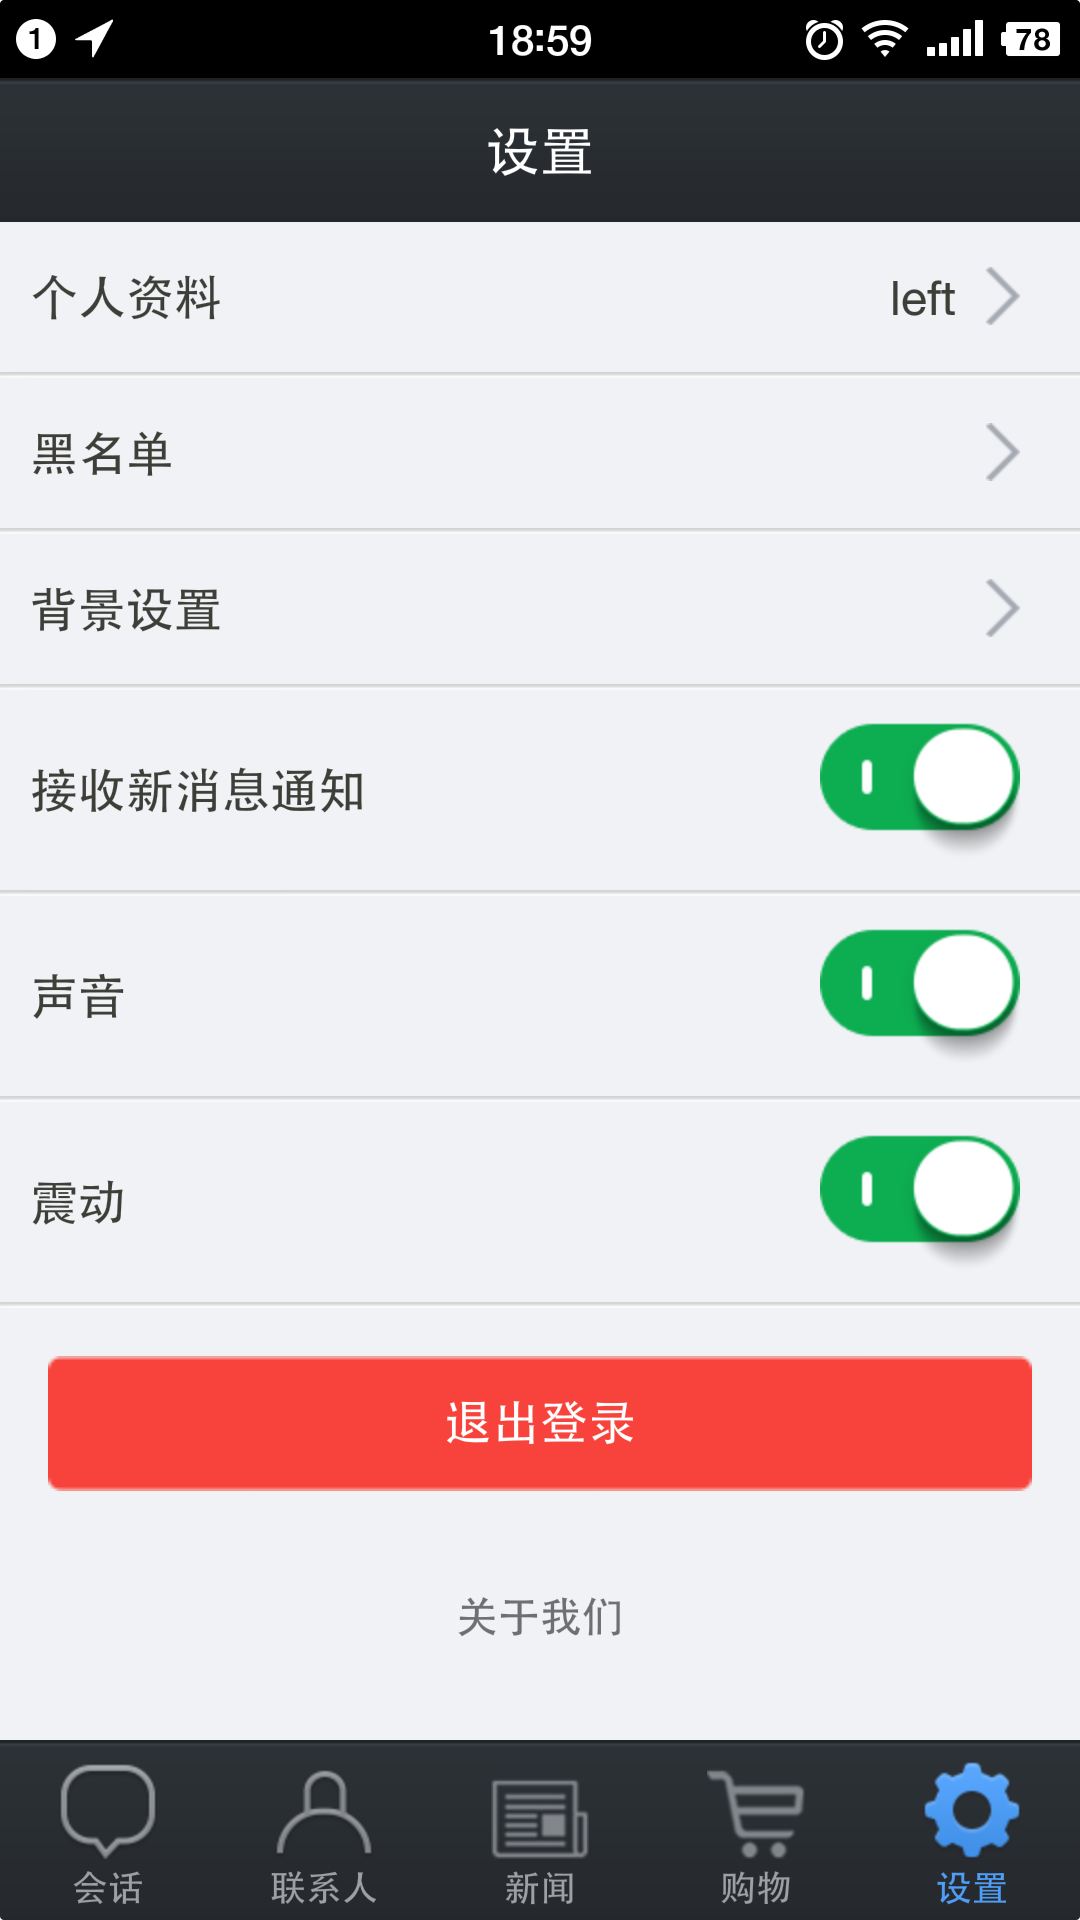 1 18:59 78
设置
个人资料 left
黑名单
背景设置
接收新消息通知
声音
震动
退出登录
关于我们
会话 联系人 新闻 购物 设置